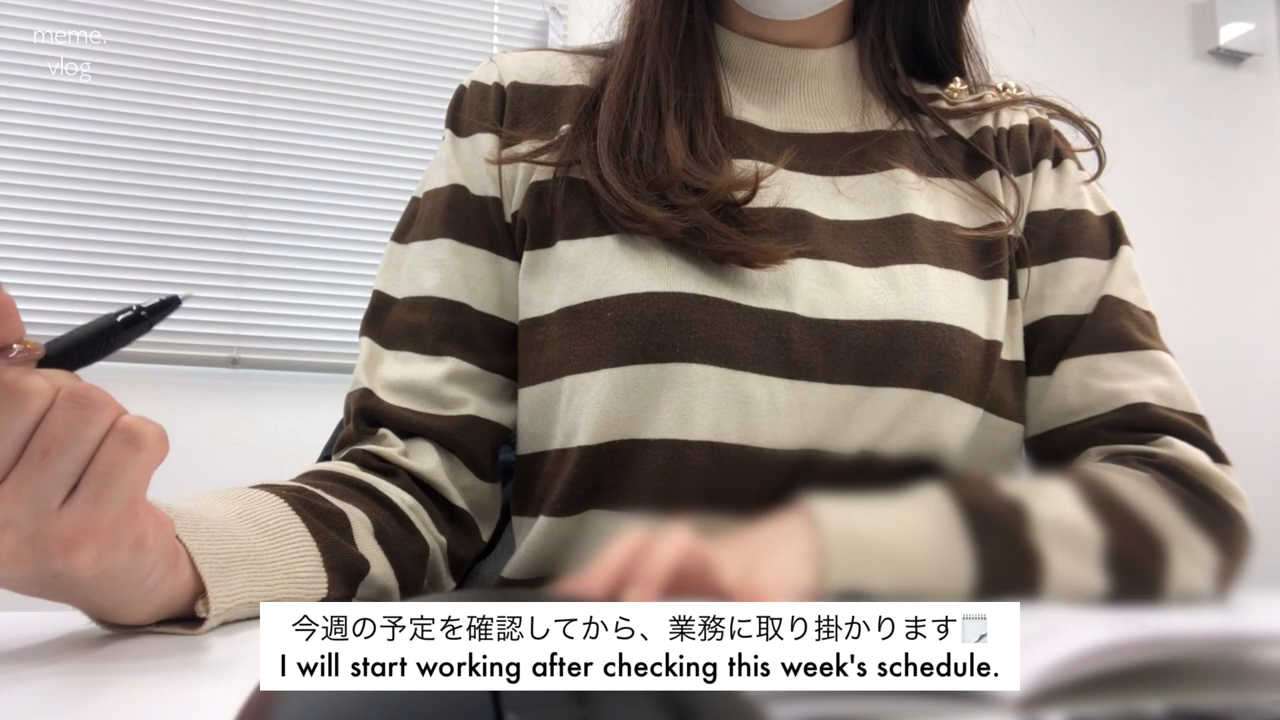 meme.
vlog
今週の予定を確認してから、業務に取り掛かります🗒
I will start working after checking this week's schedule.